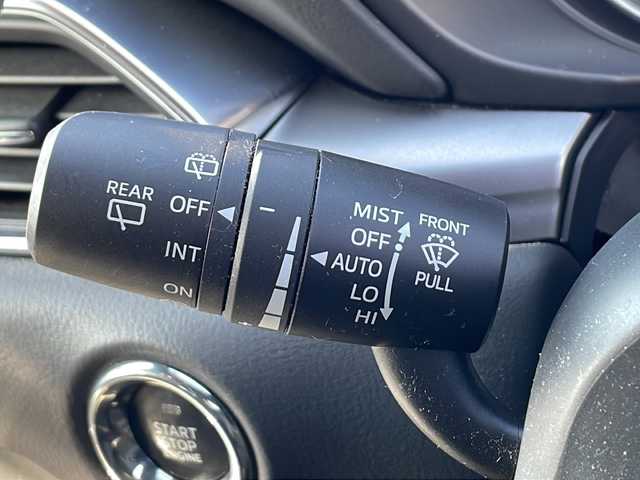 REAR
OFF
INT
ON
MIST
OFF
AUTO
LO
HI
FRONT
PULL
START
STOP
ENGINE